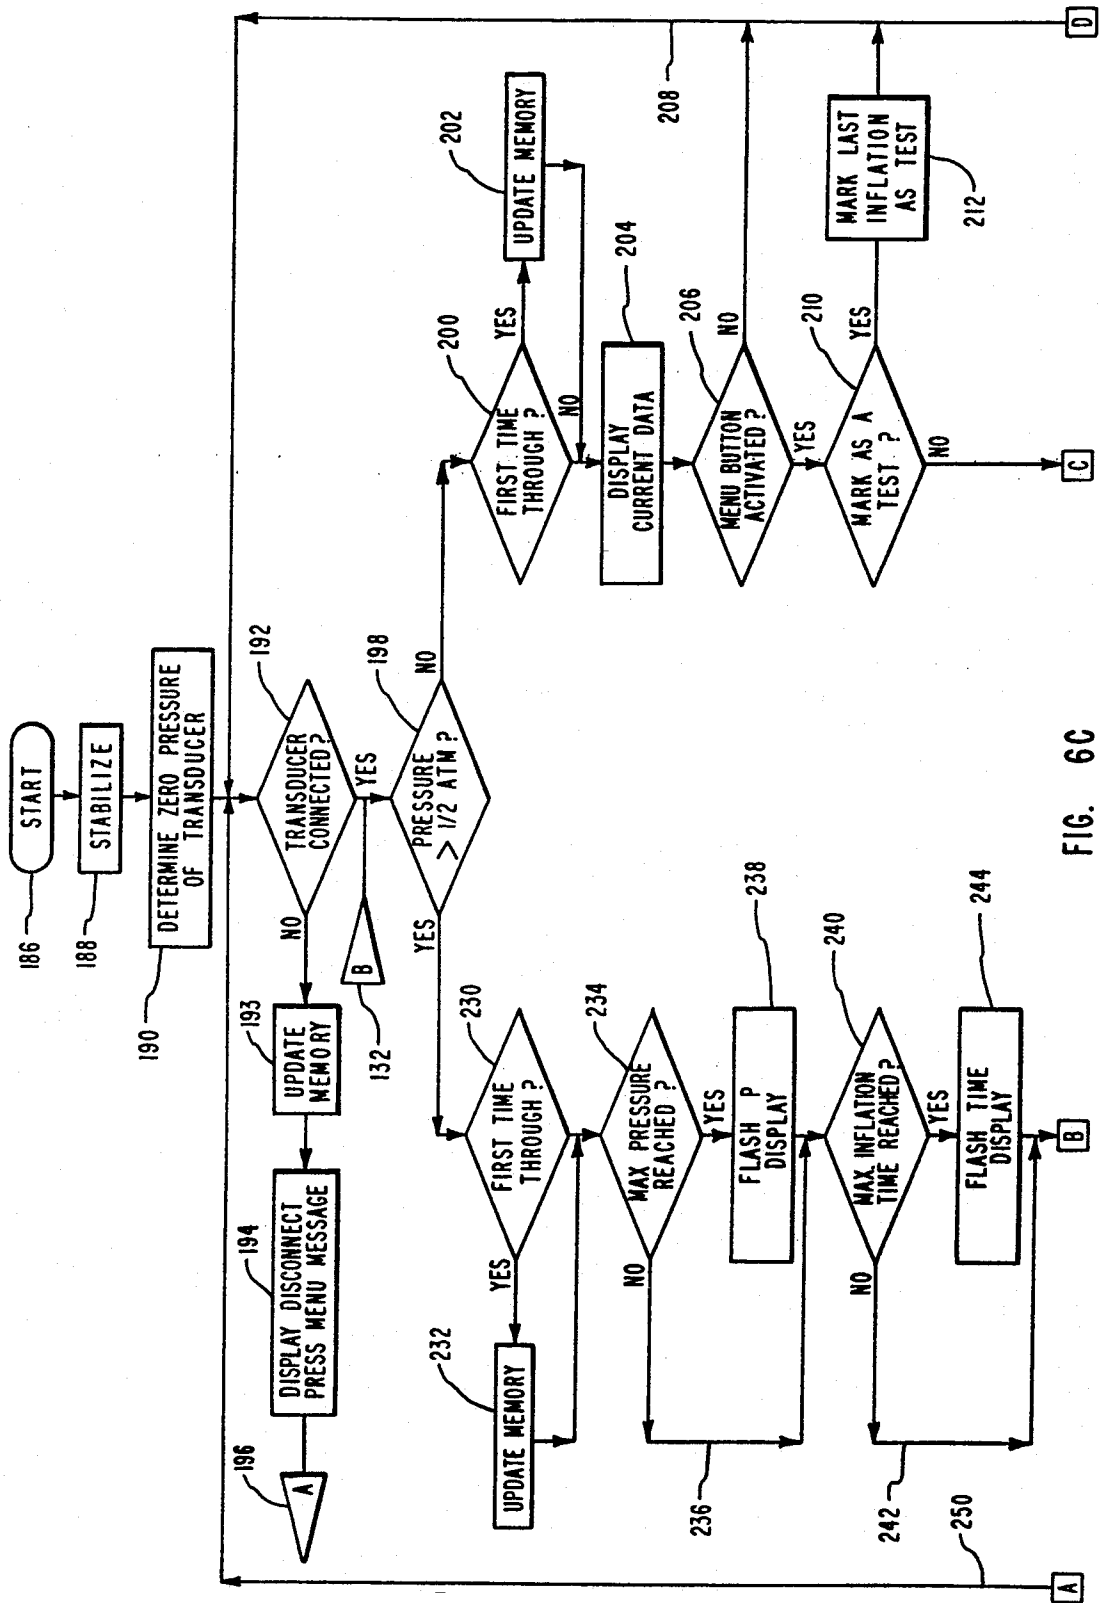 START
186
STABILIZE
188
DETERMINE ZERO PRESSURE
OF TRANSDUCER
190
TRANSDUCER
CONNECTED?
192
NO
YES
UPDATE
MEMORY
193
DISPLAY DISCONNECT
PRESS MENU MESSAGE
194
A
196
B
132
PRESSURE
> 1/2 ATM ?
198
YES
NO
FIRST TIME
THROUGH ?
200
YES
NO
UPDATE MEMORY
202
DISPLAY
CURRENT DATA
204
MENU BUTTON
ACTIVATED?
206
NO
YES
208
MARK AS A
TEST ?
210
YES
NO
MARK LAST
INFLATION
AS TEST
212
C
D
FIRST TIME
THROUGH ?
230
YES
UPDATE MEMORY
232
MAX PRESSURE
REACHED ?
234
NO
YES
236
FLASH P
DISPLAY
238
MAX INFLATION
TIME REACHED?
240
NO
YES
242
FLASH TIME
DISPLAY
244
B
250
A
FIG. 6C